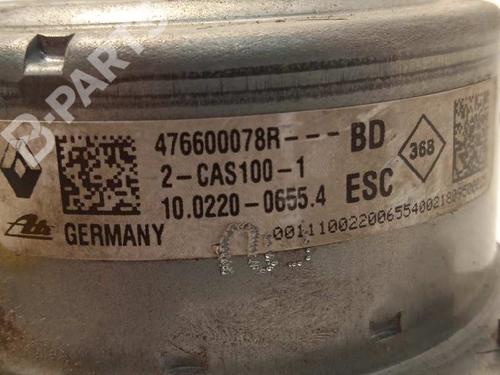 B-PARTS
476600078R--- BD
368
2-CAS100-1
10.0220-0655.4 ESC
Ate GERMANY